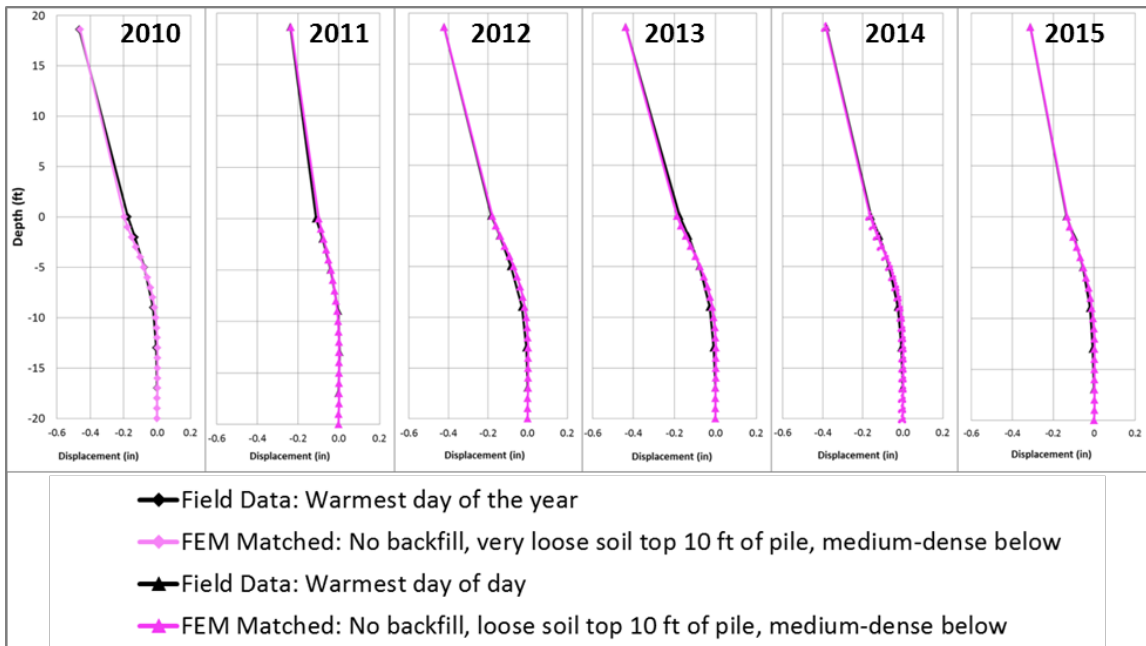 2010 2011 2012 2013 2014 2015
20
15
10
5
0
-5
-10
-15
-20
Depth (ft)
-0.6 -0.4 -0.2 0.0 0.2 -0.6 -0.4 -0.2 0.0 0.2 -0.6 -0.4 -0.2 0.0 0.2 -0.6 -0.4 -0.2 0.0 0.2 -0.6 -0.4 -0.2 0.0 0.2 -0.6 -0.4 -0.2 0.0 0.2
Displacement (in) Displacement (in) Displacement (in) Displacement (in) Displacement (in) Displacement (in)
Field Data: Warmest day of the year
FEM Matched: No backfill, very loose soil top 10 ft of pile, medium-dense below
Field Data: Warmest day of day
FEM Matched: No backfill, loose soil top 10 ft of pile, medium-dense below